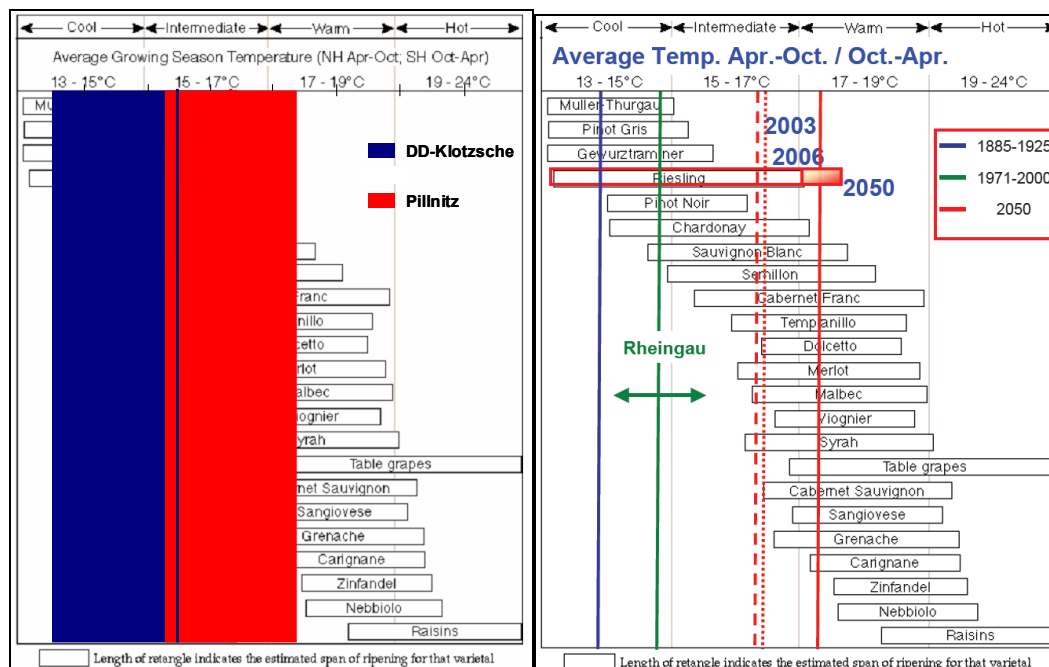 Cool Intermediate Warm Hot
Average Growing Season Temperature (NH Apr-Oct; SH Oct-Apr)
13 - 15°C 15 - 17°C 17 - 19°C 19 - 24°C
DD-Klotzsche
Pillnitz
Franc
nillo
cetto
rlot
albec
iognier
yrah
Table grapes
net Sauvignon
Sangiovese
Grenache
Carignane
Zinfandel
Nebbiolo
Raisins
Length of retangle indicates the estimated span of ripening for that varietal
Cool Intermediate Warm Hot
Average Temp. Apr.-Oct. / Oct.-Apr.
13 - 15°C 15 - 17°C 17 - 19°C 19 - 24°C
Muller-Thurgau
2003
Pinot Gris
Gewurztraminer
2006
Riesling
2050
Pinot Noir
Chardonay
Sauvignon Blanc
Semillon
Cabernet Franc
Tempranillo
Dolcetto
Merlot
Malbec
Viognier
Syrah
Table grapes
Cabernet Sauvignon
Sangiovese
Grenache
Carignane
Zinfandel
Nebbiolo
Raisins
Rheingau
1885-1925
1971-2000
2050
Length of retangle indicates the estimated span of ripening for that varietal